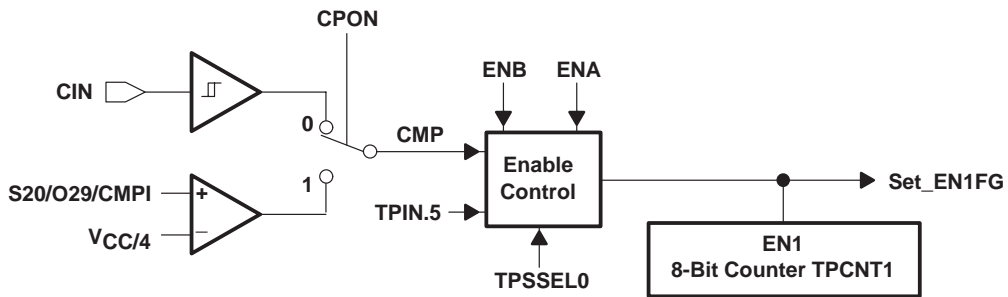 CPON
ENB ENA
CIN
0
CMP
Enable
Control
Set_EN1FG
1
S20/O29/CMPI
+
TPIN.5
VCC/4
–
EN1
8-Bit Counter TPCNT1
TPSSEL0